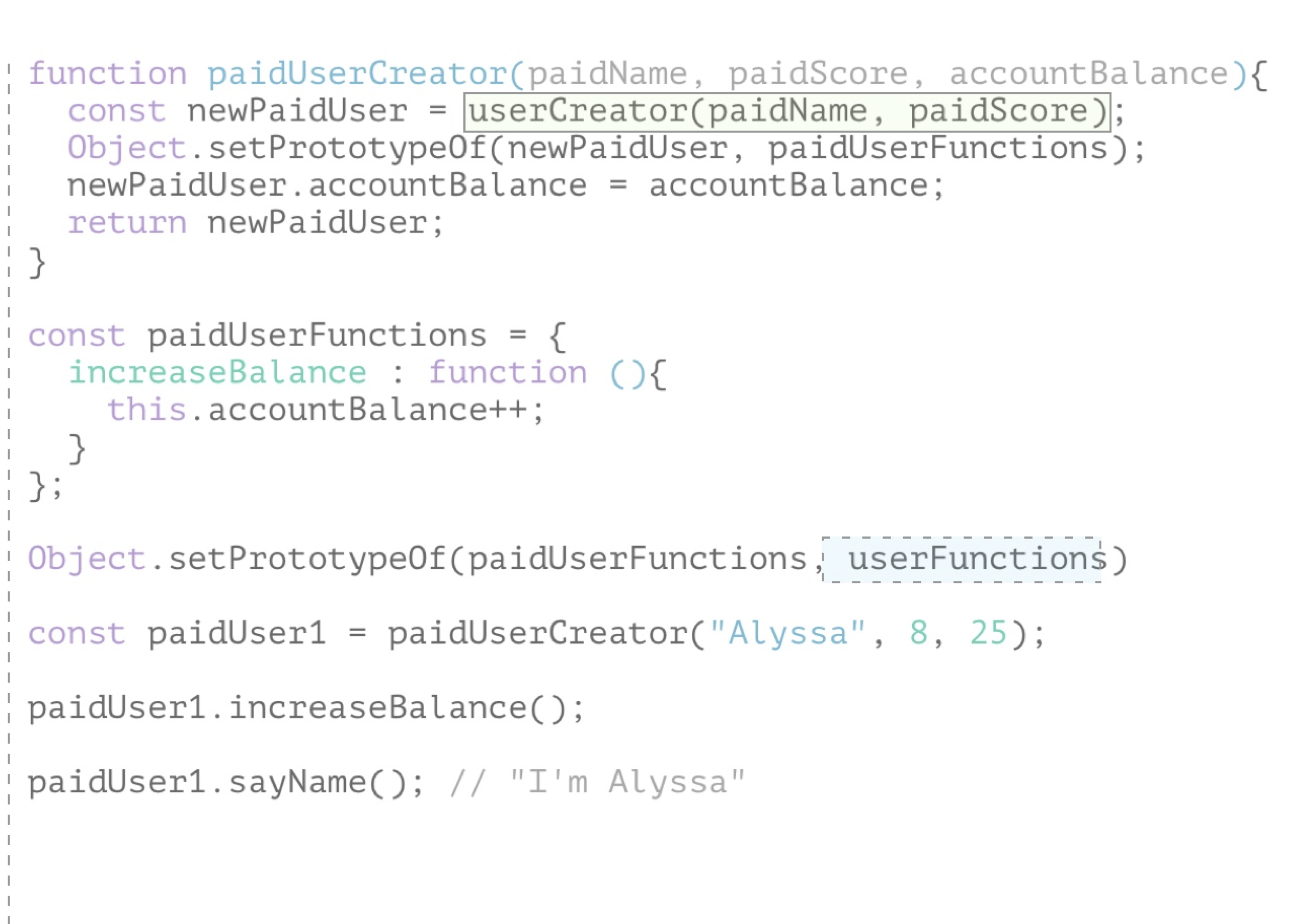 function paidUserCreator(paidName, paidScore, accountBalance){
  const newPaidUser = userCreator(paidName, paidScore);
  Object.setPrototypeOf(newPaidUser, paidUserFunctions);
  newPaidUser.accountBalance = accountBalance;
  return newPaidUser;
}
const paidUserFunctions = {
  increaseBalance : function (){
    this.accountBalance++;
  }
};
Object.setPrototypeOf(paidUserFunctions, userFunctions)
const paidUser1 = paidUserCreator("Alyssa", 8, 25);
paidUser1.increaseBalance();
paidUser1.sayName(); // "I'm Alyssa"